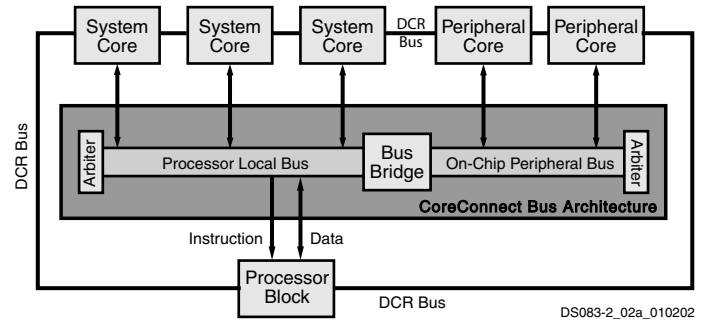 System Core
System Core
System Core
DCR Bus
Peripheral Core
Peripheral Core
DCR Bus
Arbiter
Processor Local Bus
Bus Bridge
On-Chip Peripheral Bus
Arbiter
CoreConnect Bus Architecture
Instruction
Data
Processor Block
DCR Bus
DS083-2_02a_010202